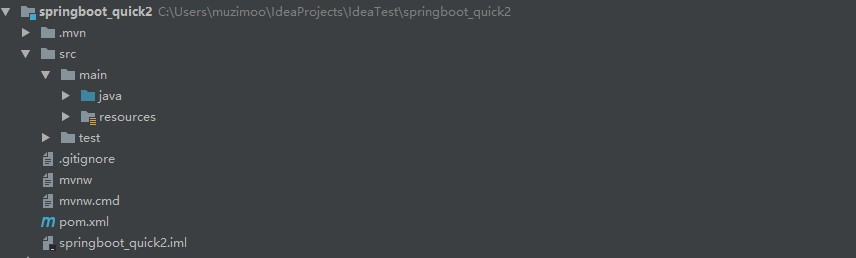 springboot_quick2 C:\Users\muzimoo\IdeaProjects\IdeaTest\springboot_quick2
.mvn
src
main
java
resources
test
.gitignore
mvnw
mvnw.cmd
pom.xml
springboot_quick2.iml